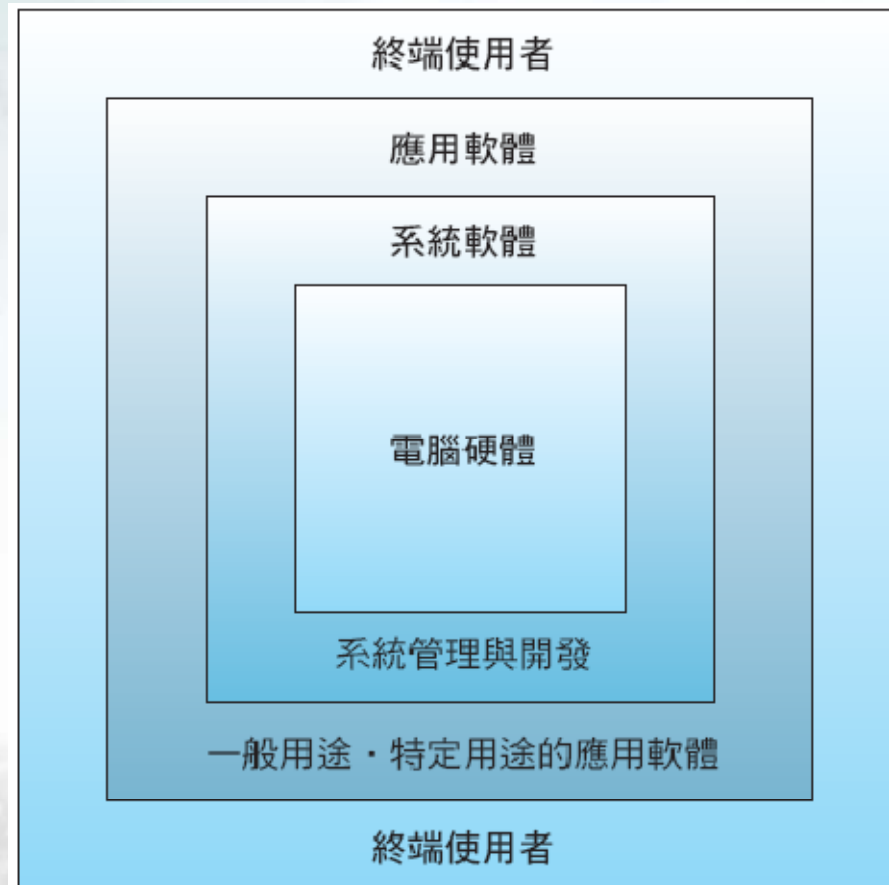 終端使用者
應用軟體
系統軟體
電腦硬體
系統管理與開發
一般用途・特定用途的應用軟體
終端使用者